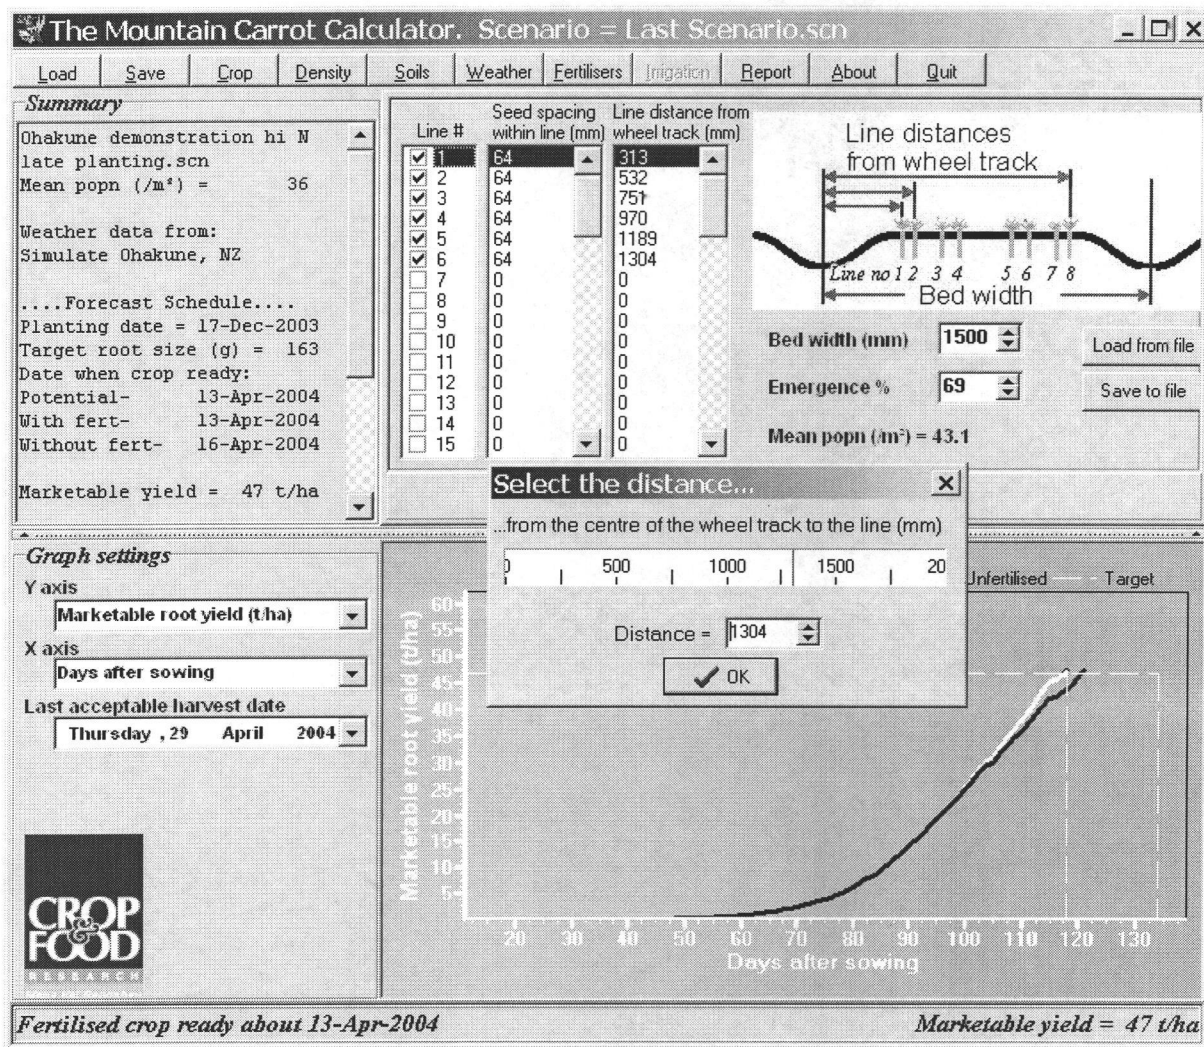 The Mountain Carrot Calculator. Scenario = Last Scenario.scn
Load Save Crop Density Soils Weather Fertilisers Irrigation Report About Quit
Summary
Ohakune demonstration hi N
late planting.scn
Mean popn (/m²) = 36
Weather data from:
Simulate Ohakune, NZ
....Forecast Schedule....
Planting date = 17-Dec-2003
Target root size (g) = 163
Date when crop ready:
Potential- 13-Apr-2004
With fert- 13-Apr-2004
Without fert- 16-Apr-2004
Marketable yield = 47 t/ha
Line # Seed spacing within line (mm) Line distance from wheel track (mm)
1 64 313
2 64 532
3 64 751
4 64 970
5 64 1189
6 64 1304
7 0 0
8 0 0
9 0 0
10 0 0
11 0 0
12 0 0
13 0 0
14 0 0
15 0 0
Line distances
from wheel track
Line no 1 2 3 4 5 6 7 8
Bed width
Bed width (mm) 1500
Load from file
Emergence % 69
Save to file
Mean popn (/m²) = 43.1
Select the distance...
...from the centre of the wheel track to the line (mm)
0 500 1000 1500 20
Distance = 1304
OK
Graph settings
Y axis
Marketable root yield (t/ha)
X axis
Days after sowing
Last acceptable harvest date
Thursday , 29 April 2004
CROP
&
FOOD
RESEARCH
Unfertilised Target
Marketable root yield (t/ha)
60
55
50
45
40
35
30
25
20
15
10
5
20 30 40 50 60 70 80 90 100 110 120 130
Days after sowing
Fertilised crop ready about 13-Apr-2004
Marketable yield = 47 t/ha